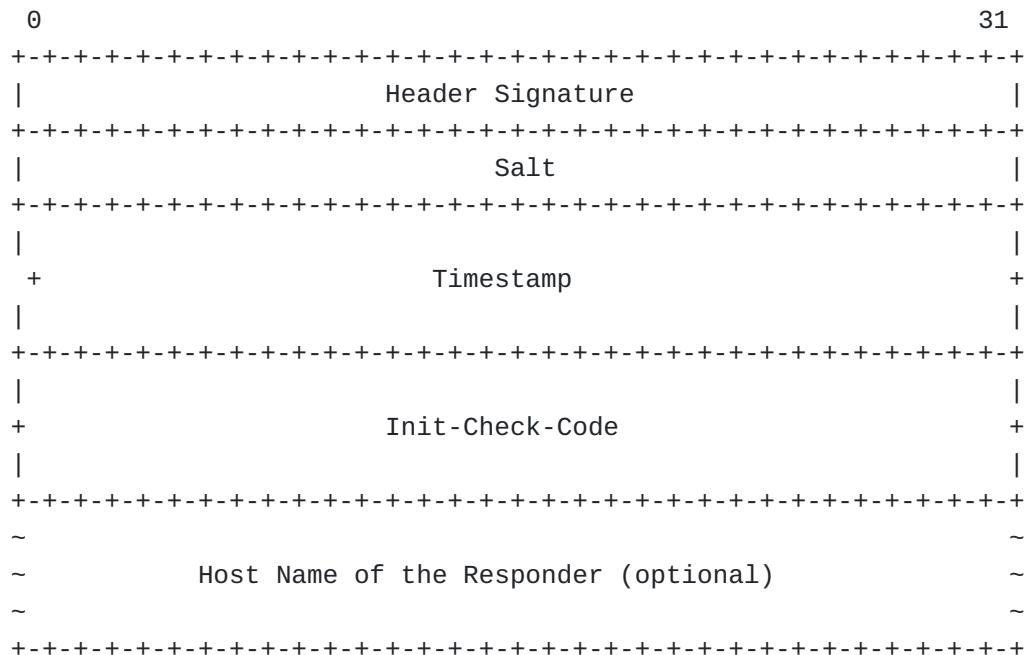 0                                                            31
+-+-+-+-+-+-+-+-+-+-+-+-+-+-+-+-+-+-+-+-+-+-+-+-+-+-+-+-+-+-+-+-+
|                       Header Signature                        |
+-+-+-+-+-+-+-+-+-+-+-+-+-+-+-+-+-+-+-+-+-+-+-+-+-+-+-+-+-+-+-+-+
|                              Salt                             |
+-+-+-+-+-+-+-+-+-+-+-+-+-+-+-+-+-+-+-+-+-+-+-+-+-+-+-+-+-+-+-+-+
|                                                               |
 +                         Timestamp                            +
|                                                               |
+-+-+-+-+-+-+-+-+-+-+-+-+-+-+-+-+-+-+-+-+-+-+-+-+-+-+-+-+-+-+-+-+
|                                                               |
+                       Init-Check-Code                         +
|                                                               |
+-+-+-+-+-+-+-+-+-+-+-+-+-+-+-+-+-+-+-+-+-+-+-+-+-+-+-+-+-+-+-+-+
~                                                               ~
~           Host Name of the Responder (optional)               ~
~                                                               ~
+-+-+-+-+-+-+-+-+-+-+-+-+-+-+-+-+-+-+-+-+-+-+-+-+-+-+-+-+-+-+-+-+